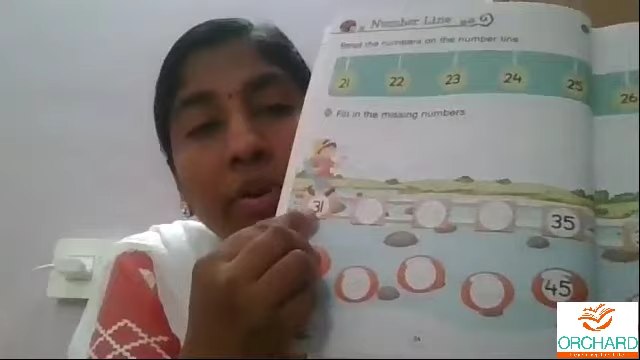 Number Line
Read the numbers on the number line
21 22 23 24 25 26
Fill in the missing numbers
31 35
45
ORCHARD